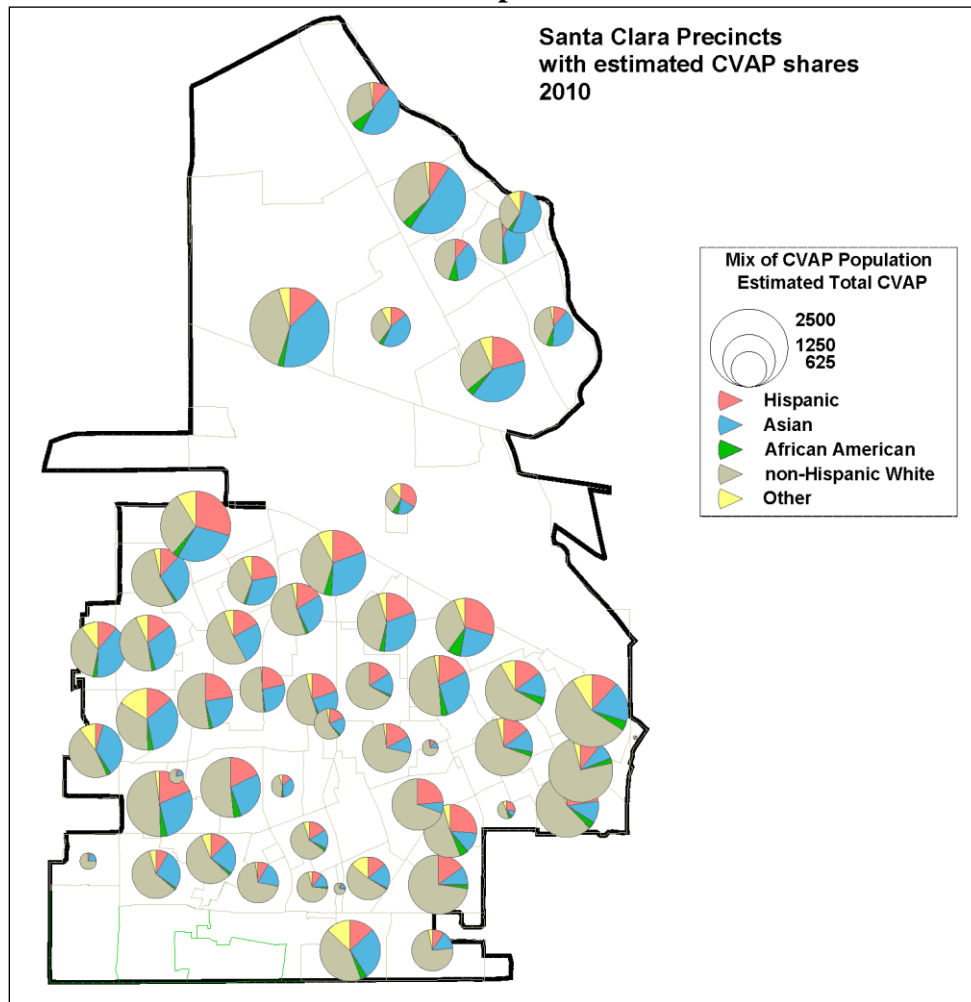 Santa Clara Precincts
with estimated CVAP shares
2010
Mix of CVAP Population
Estimated Total CVAP
2500
1250
625
Hispanic
Asian
African American
non-Hispanic White
Other